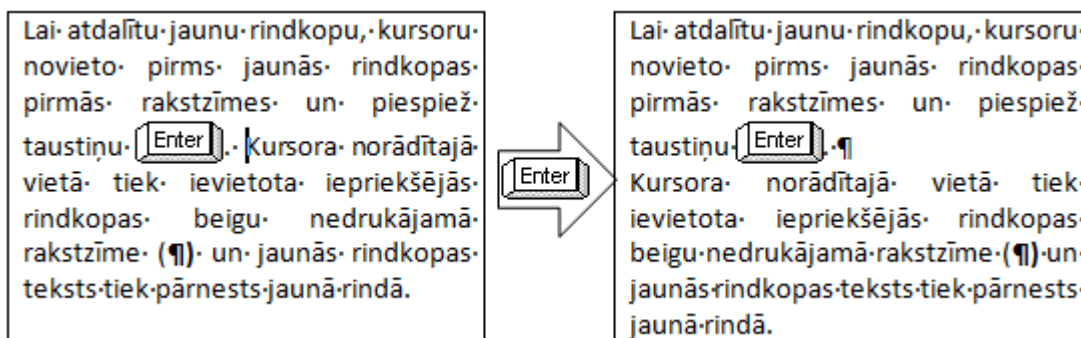 Lai·atdalītu·jaunu·rindkopu,·kursoru·
novieto· pirms· jaunās· rindkopas·
pirmās· rakstzīmes· un· piespiež·
taustiņu· Enter.· Kursora· norādītajā·
vietā· tiek· ievietota· iepriekšējās·
rindkopas· beigu· nedrukājamā·
rakstzīme· (¶)· un· jaunās· rindkopas·
teksts·tiek·pārnests·jaunā·rindā.
Enter
Lai·atdalītu·jaunu·rindkopu,·kursoru·
novieto· pirms· jaunās· rindkopas·
pirmās· rakstzīmes· un· piespiež·
taustiņu· Enter.·¶
Kursora· norādītajā· vietā· tiek·
ievietota· iepriekšējās· rindkopas·
beigu·nedrukājamā·rakstzīme·(¶)·un·
jaunās·rindkopas·teksts·tiek·pārnests·
jaunā·rindā.